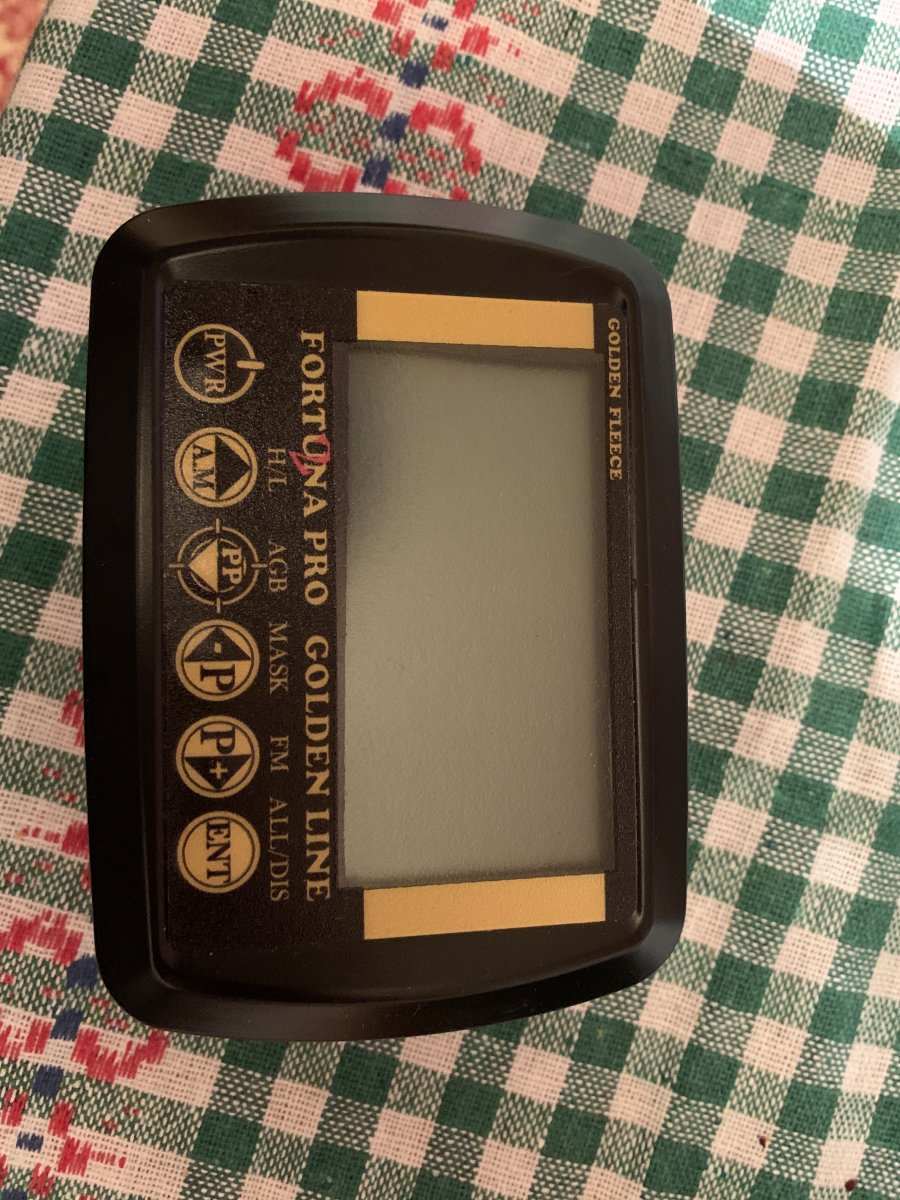 GOLDEN FLEECE
FORTUNA PRO GOLDEN LINE
H/L AGB MASK FM ALL/DIS
PWR A.M PP -P P+ ENT